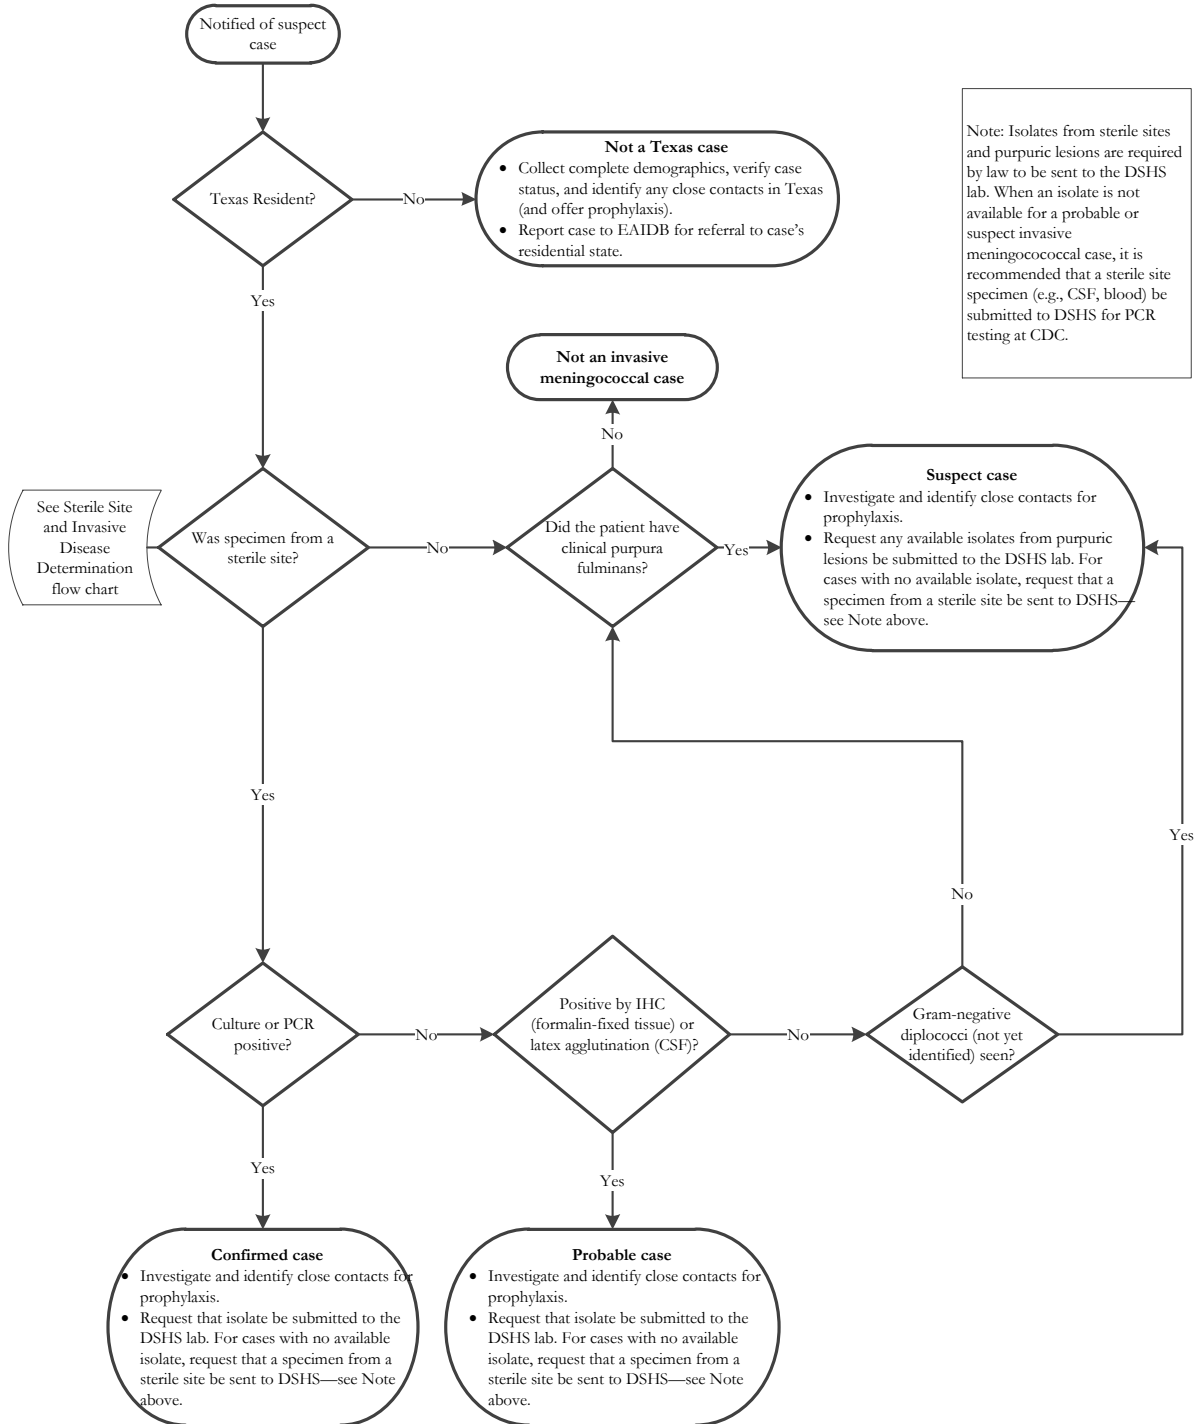 Notified of suspect
case
Texas Resident?
No
Not a Texas case
• Collect complete demographics, verify case
status, and identify any close contacts in Texas
(and offer prophylaxis).
• Report case to EAIDB for referral to case's
residential state.
Note: Isolates from sterile sites
and purpuric lesions are required
by law to be sent to the DSHS
lab. When an isolate is not
available for a probable or
suspect invasive
meningocococcal case, it is
recommended that a sterile site
specimen (e.g., CSF, blood) be
submitted to DSHS for PCR
testing at CDC.
Yes
Not an invasive
meningococcal case
No
See Sterile Site
and Invasive
Disease
Determination
flow chart
Was specimen from a
sterile site?
No
Did the patient have
clinical purpura
fulminans?
Yes
Suspect case
• Investigate and identify close contacts for
prophylaxis.
• Request any available isolates from purpuric
lesions be submitted to the DSHS lab. For
cases with no available isolate, request that a
specimen from a sterile site be sent to DSHS—
see Note above.
Yes
Yes
No
Culture or PCR
positive?
No
Positive by IHC
(formalin-fixed tissue) or
latex agglutination (CSF)?
No
Gram-negative
diplococci (not yet
identified) seen?
Yes
Yes
Confirmed case
• Investigate and identify close contacts for
prophylaxis.
• Request that isolate be submitted to the
DSHS lab. For cases with no available
isolate, request that a specimen from a
sterile site be sent to DSHS—see Note
above.
Probable case
• Investigate and identify close contacts for
prophylaxis.
• Request that isolate be submitted to the
DSHS lab. For cases with no available
isolate, request that a specimen from a
sterile site be sent to DSHS—see Note
above.